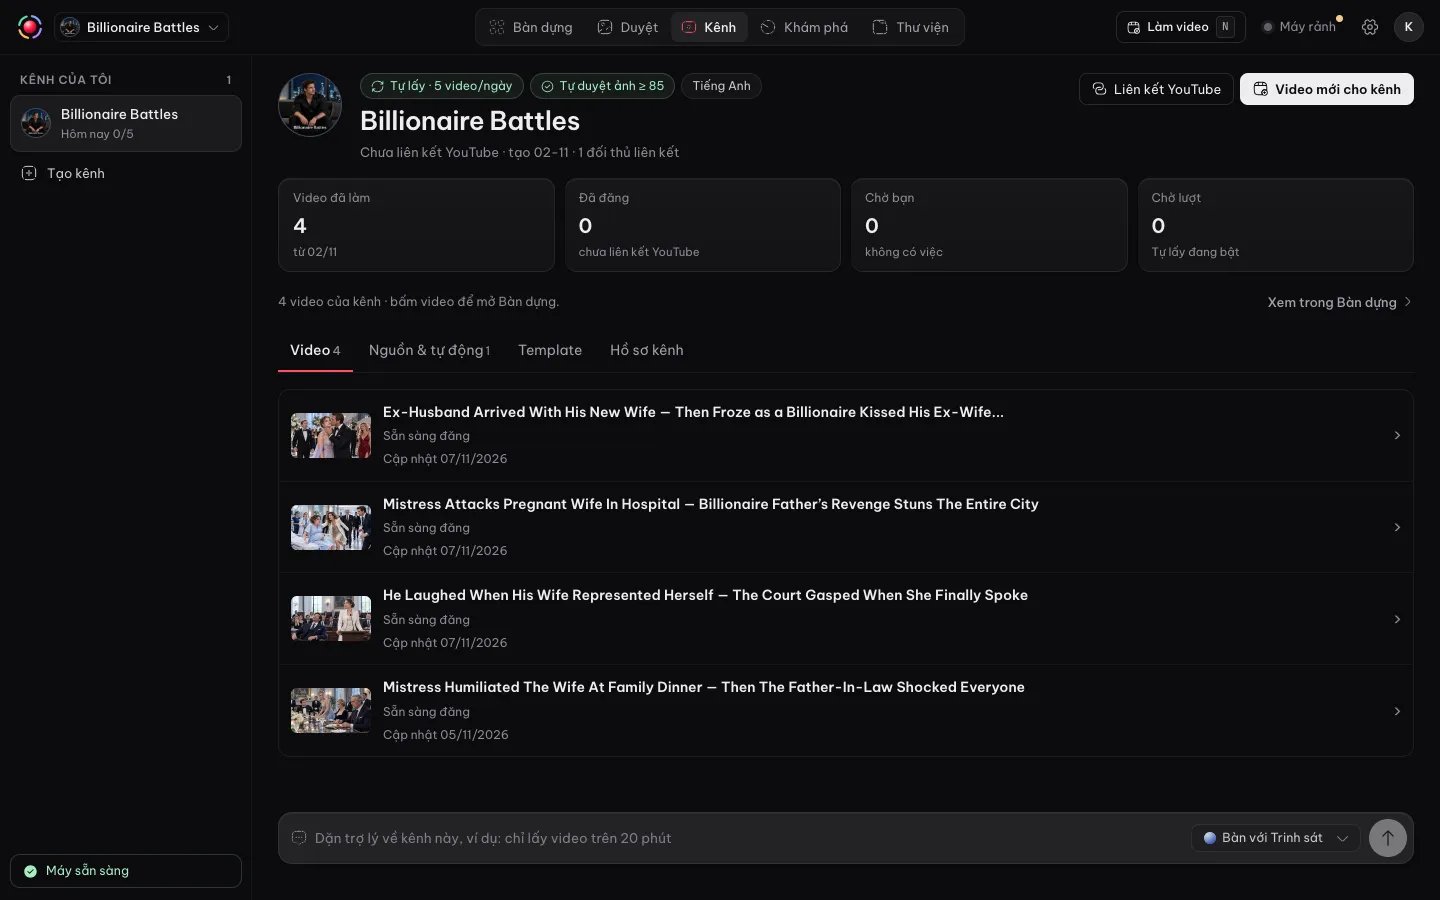 Billionaire Battles
Bàn dựng
Duyệt
Kênh
Khám phá
Thư viện
Làm video N
Máy rảnh
K
KÊNH CỦA TÔI 1
Billionaire Battles
Hôm nay 0/5
Tạo kênh
Máy sẵn sàng
Tự lấy · 5 video/ngày
Tự duyệt ảnh ≥ 85
Tiếng Anh
Liên kết YouTube
Video mới cho kênh
Billionaire Battles
Chưa liên kết YouTube · tạo 02-11 · 1 đối thủ liên kết
Video đã làm
4
từ 02/11
Đã đăng
0
chưa liên kết YouTube
Chờ bạn
0
không có việc
Chờ lượt
0
Tự lấy đang bật
4 video của kênh · bấm video để mở Bàn dựng.
Xem trong Bàn dựng
Video 4
Nguồn & tự động 1
Template
Hồ sơ kênh
Ex-Husband Arrived With His New Wife — Then Froze as a Billionaire Kissed His Ex-Wife...
Sẵn sàng đăng
Cập nhật 07/11/2026
Mistress Attacks Pregnant Wife In Hospital — Billionaire Father’s Revenge Stuns The Entire City
Sẵn sàng đăng
Cập nhật 07/11/2026
He Laughed When His Wife Represented Herself — The Court Gasped When She Finally Spoke
Sẵn sàng đăng
Cập nhật 07/11/2026
Mistress Humiliated The Wife At Family Dinner — Then The Father-In-Law Shocked Everyone
Sẵn sàng đăng
Cập nhật 05/11/2026
Dặn trợ lý về kênh này, ví dụ: chỉ lấy video trên 20 phút
Bàn với Trinh sát